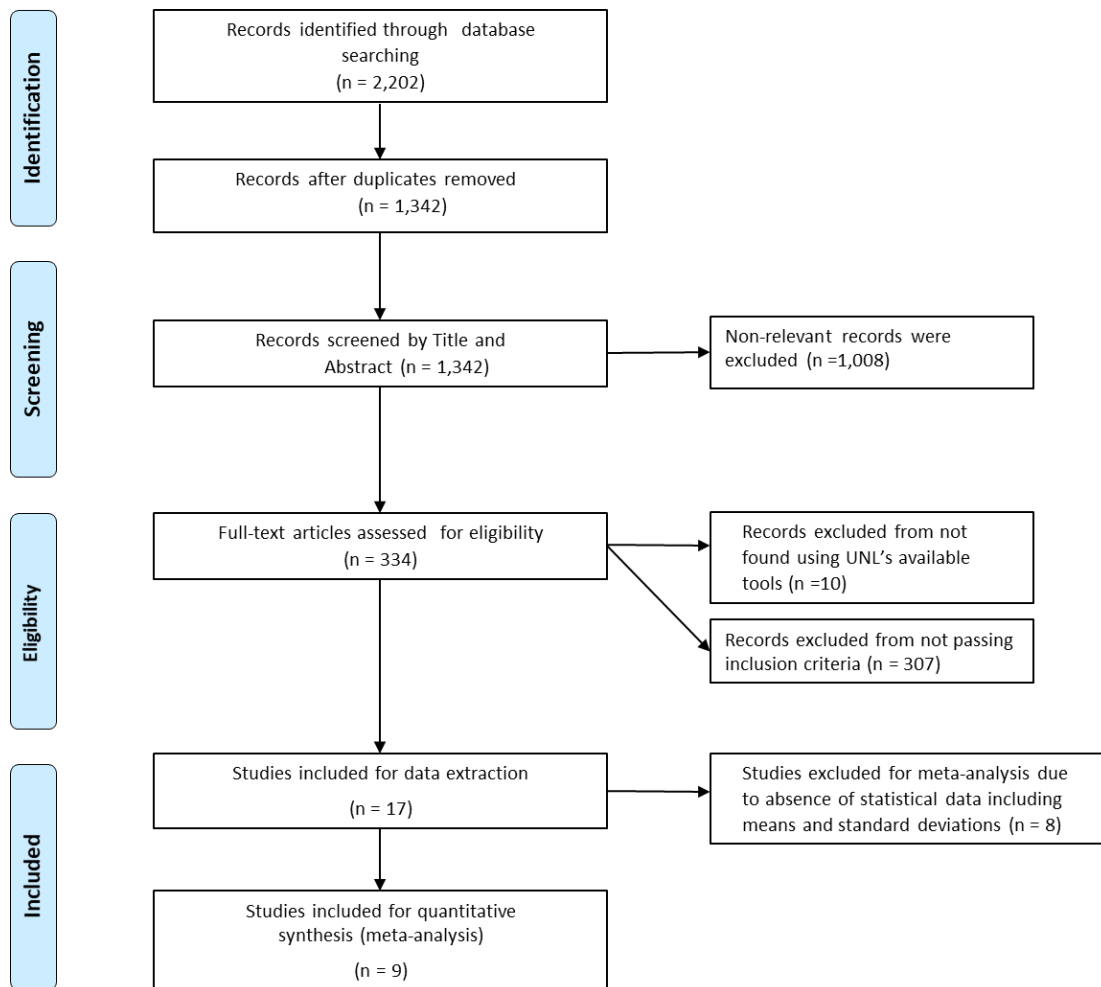 Identification
Records identified through database
searching
(n = 2,202)
Records after duplicates removed
(n = 1,342)
Screening
Records screened by Title and
Abstract (n = 1,342)
Non-relevant records were
excluded (n =1,008)
Eligibility
Full-text articles assessed for eligibility
(n = 334)
Records excluded from not
found using UNL’s available
tools (n =10)
Records excluded from not passing
inclusion criteria (n = 307)
Included
Studies included for data extraction
(n = 17)
Studies excluded for meta-analysis due
to absence of statistical data including
means and standard deviations (n = 8)
Studies included for quantitative
synthesis (meta-analysis)
(n = 9)